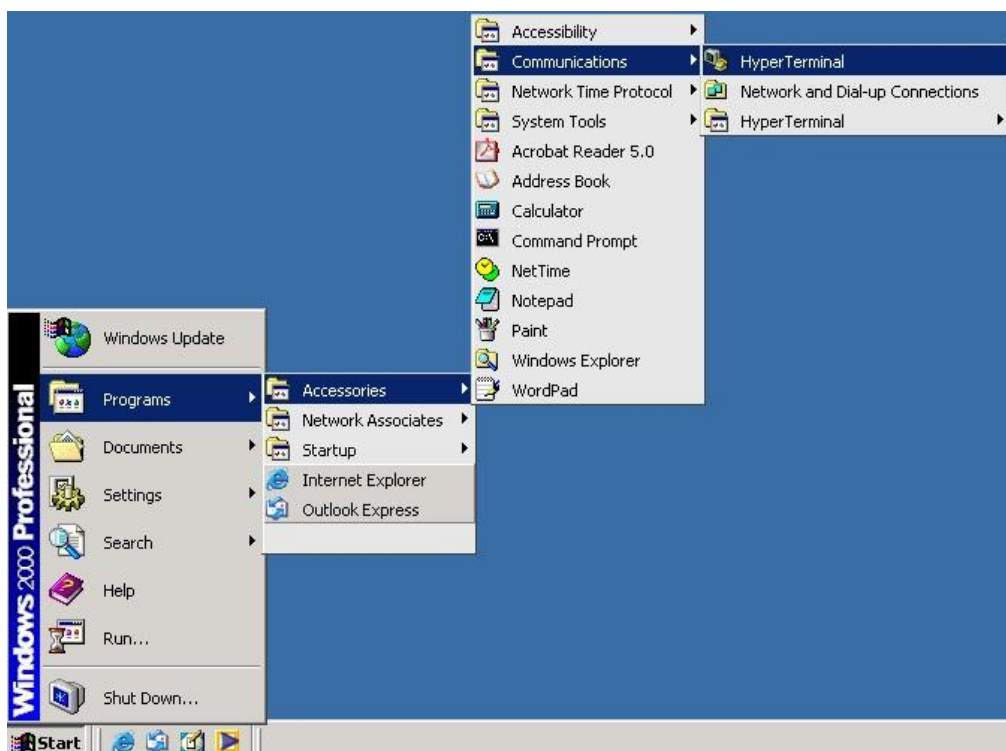 Accessibility
Communications
Network Time Protocol
System Tools
Acrobat Reader 5.0
Address Book
Calculator
Command Prompt
NetTime
Notepad
Paint
Windows Explorer
WordPad
HyperTerminal
Network and Dial-up Connections
HyperTerminal
Windows 2000 Professional
Windows Update
Programs
Documents
Settings
Search
Help
Run...
Shut Down...
Accessories
Network Associates
Startup
Internet Explorer
Outlook Express
Start